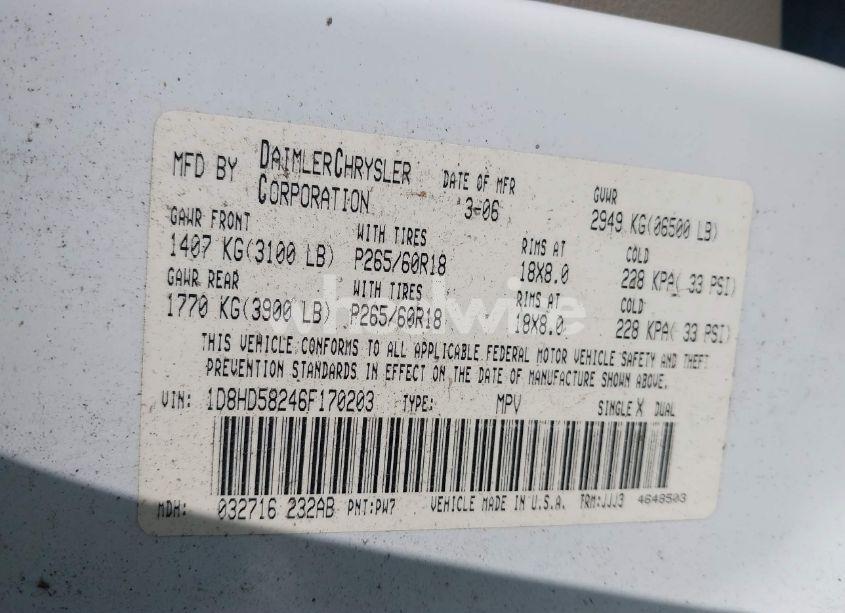 MFD BY DAIMLERCHRYSLER CORPORATION DATE OF MFR 3-06 GVWR 2949 KG(06500 LB)
GAWR FRONT WITH TIRES RIMS AT COLD
1407 KG(3100 LB) P265/60R18 18X8.0 228 KPA( 33 PSI)
GAWR REAR WITH TIRES RIMS AT COLD
1770 KG(3900 LB) P265/60R18 18X8.0 228 KPA( 33 PSI)
THIS VEHICLE CONFORMS TO ALL APPLICABLE FEDERAL MOTOR VEHICLE SAFETY AND THEFT
PREVENTION STANDARDS IN EFFECT ON THE DATE OF MANUFACTURE SHOWN ABOVE.
VIN: 1D8HD58246F170203 TYPE: MPV SINGLE X DUAL
MDH: 032716 232AB PNT:PW7 VEHICLE MADE IN U.S.A. TRM:JJJ3 4648503